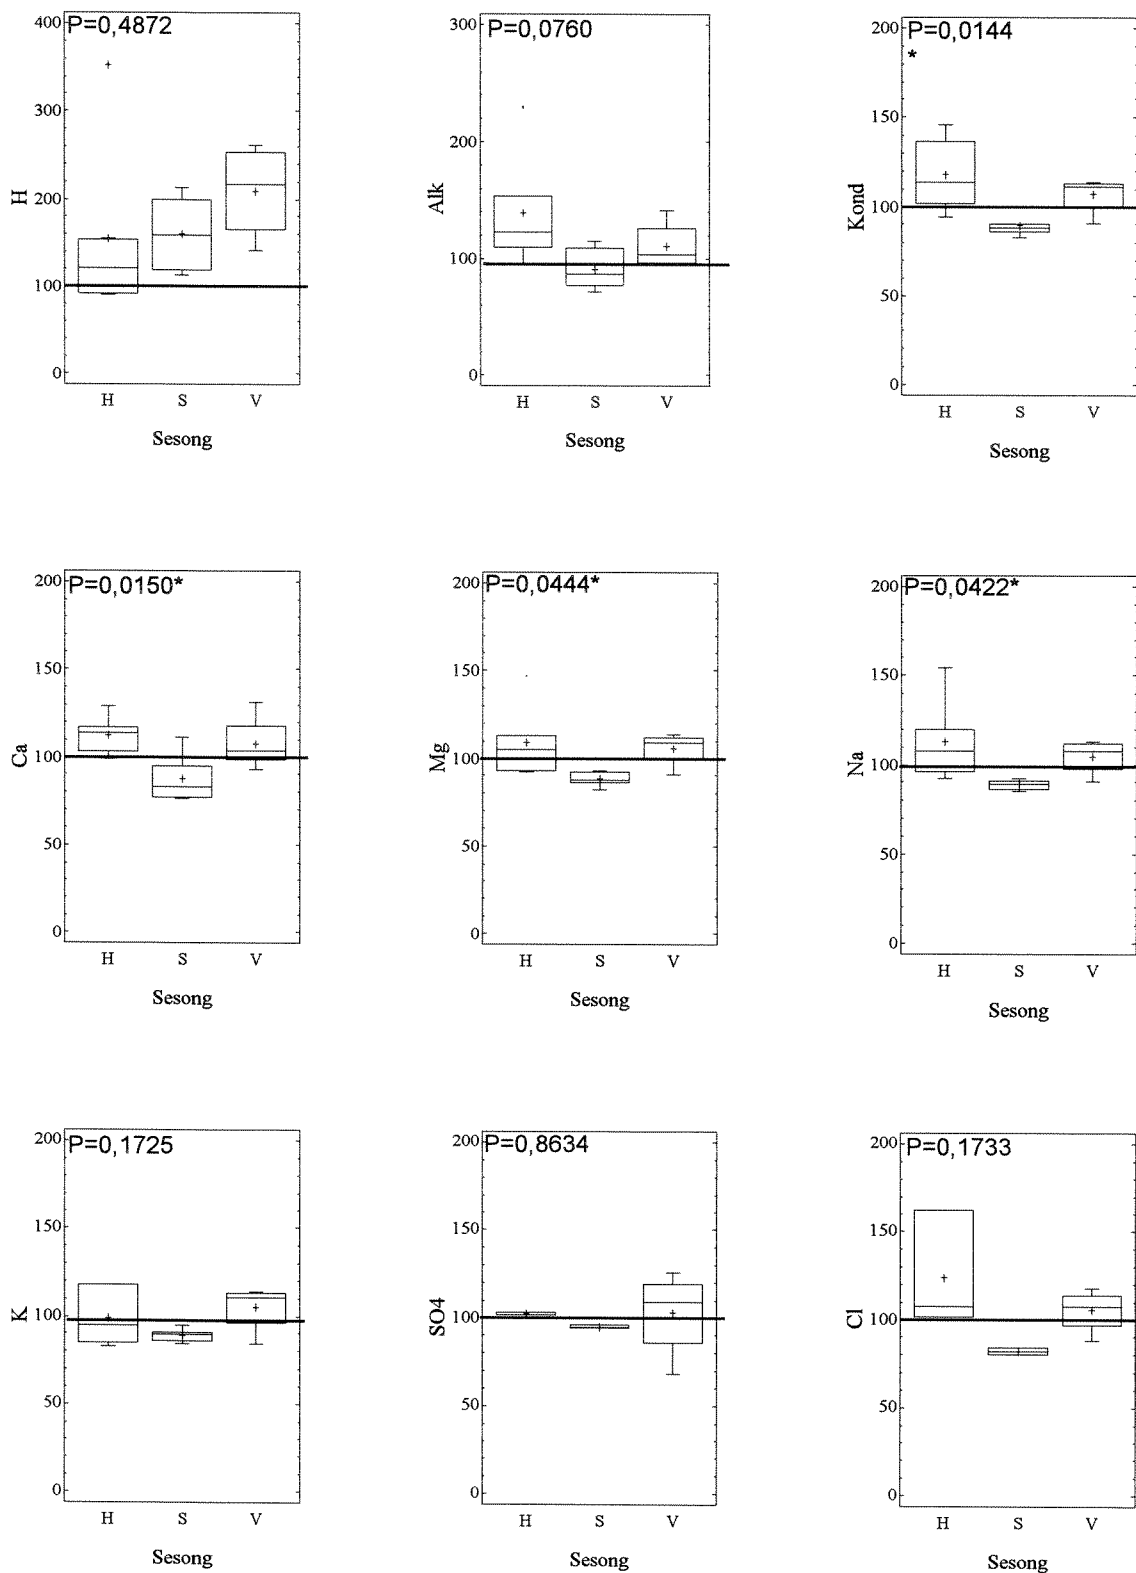 P=0,4872
400
300
200
100
0
H
H S V
Sesong
P=0,0760
300
200
100
0
Alk
H S V
Sesong
P=0,0144
*
200
150
100
50
0
Kond
H S V
Sesong
P=0,0150*
200
150
100
50
0
Ca
H S V
Sesong
P=0,0444*
200
150
100
50
0
Mg
H S V
Sesong
P=0,0422*
200
150
100
50
0
Na
H S V
Sesong
P=0,1725
200
150
100
50
0
K
H S V
Sesong
P=0,8634
200
150
100
50
0
SO4
H S V
Sesong
P=0,1733
200
150
100
50
0
Cl
H S V
Sesong